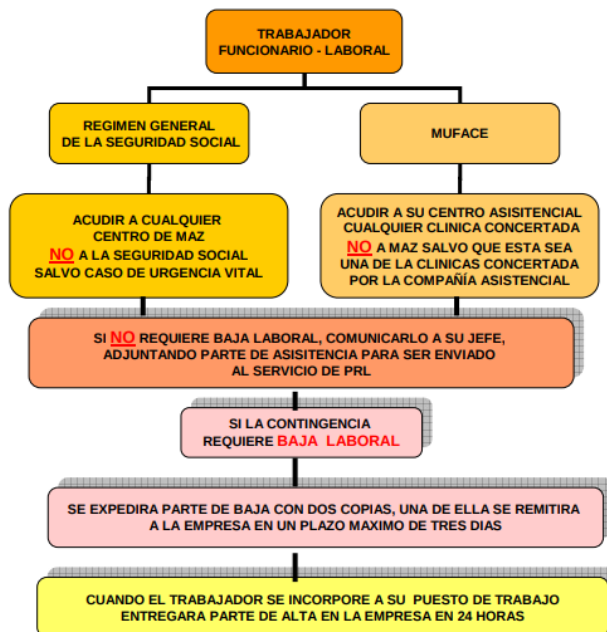 TRABAJADOR
FUNCIONARIO - LABORAL
REGIMEN GENERAL
DE LA SEGURIDAD SOCIAL
MUFACE
ACUDIR A CUALQUIER
CENTRO DE MAZ
NO A LA SEGURIDAD SOCIAL
SALVO CASO DE URGENCIA VITAL
ACUDIR A SU CENTRO ASISITENCIAL
CUALQUIER CLINICA CONCERTADA
NO A MAZ SALVO QUE ESTA SEA
UNA DE LA CLINICAS CONCERTADA
POR LA COMPAÑÍA ASISTENCIAL
SI NO REQUIERE BAJA LABORAL, COMUNICARLO A SU JEFE,
ADJUNTANDO PARTE DE ASISITENCIA PARA SER ENVIADO
AL SERVICIO DE PRL
SI LA CONTINGENCIA
REQUIERE BAJA LABORAL
SE EXPEDIRA PARTE DE BAJA CON DOS COPIAS, UNA DE ELLA SE REMITIRA
A LA EMPRESA EN UN PLAZO MAXIMO DE TRES DIAS
CUANDO EL TRABAJADOR SE INCORPORE A SU PUESTO DE TRABAJO
ENTREGARA PARTE DE ALTA EN LA EMPRESA EN 24 HORAS